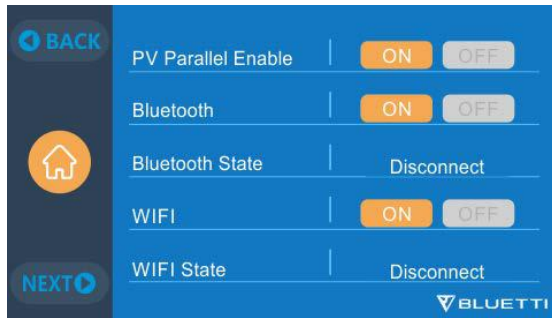 BACK
PV Parallel Enable ON OFF
Bluetooth ON OFF
Bluetooth State Disconnect
WIFI ON OFF
WIFI State Disconnect
NEXT
BLUETTI